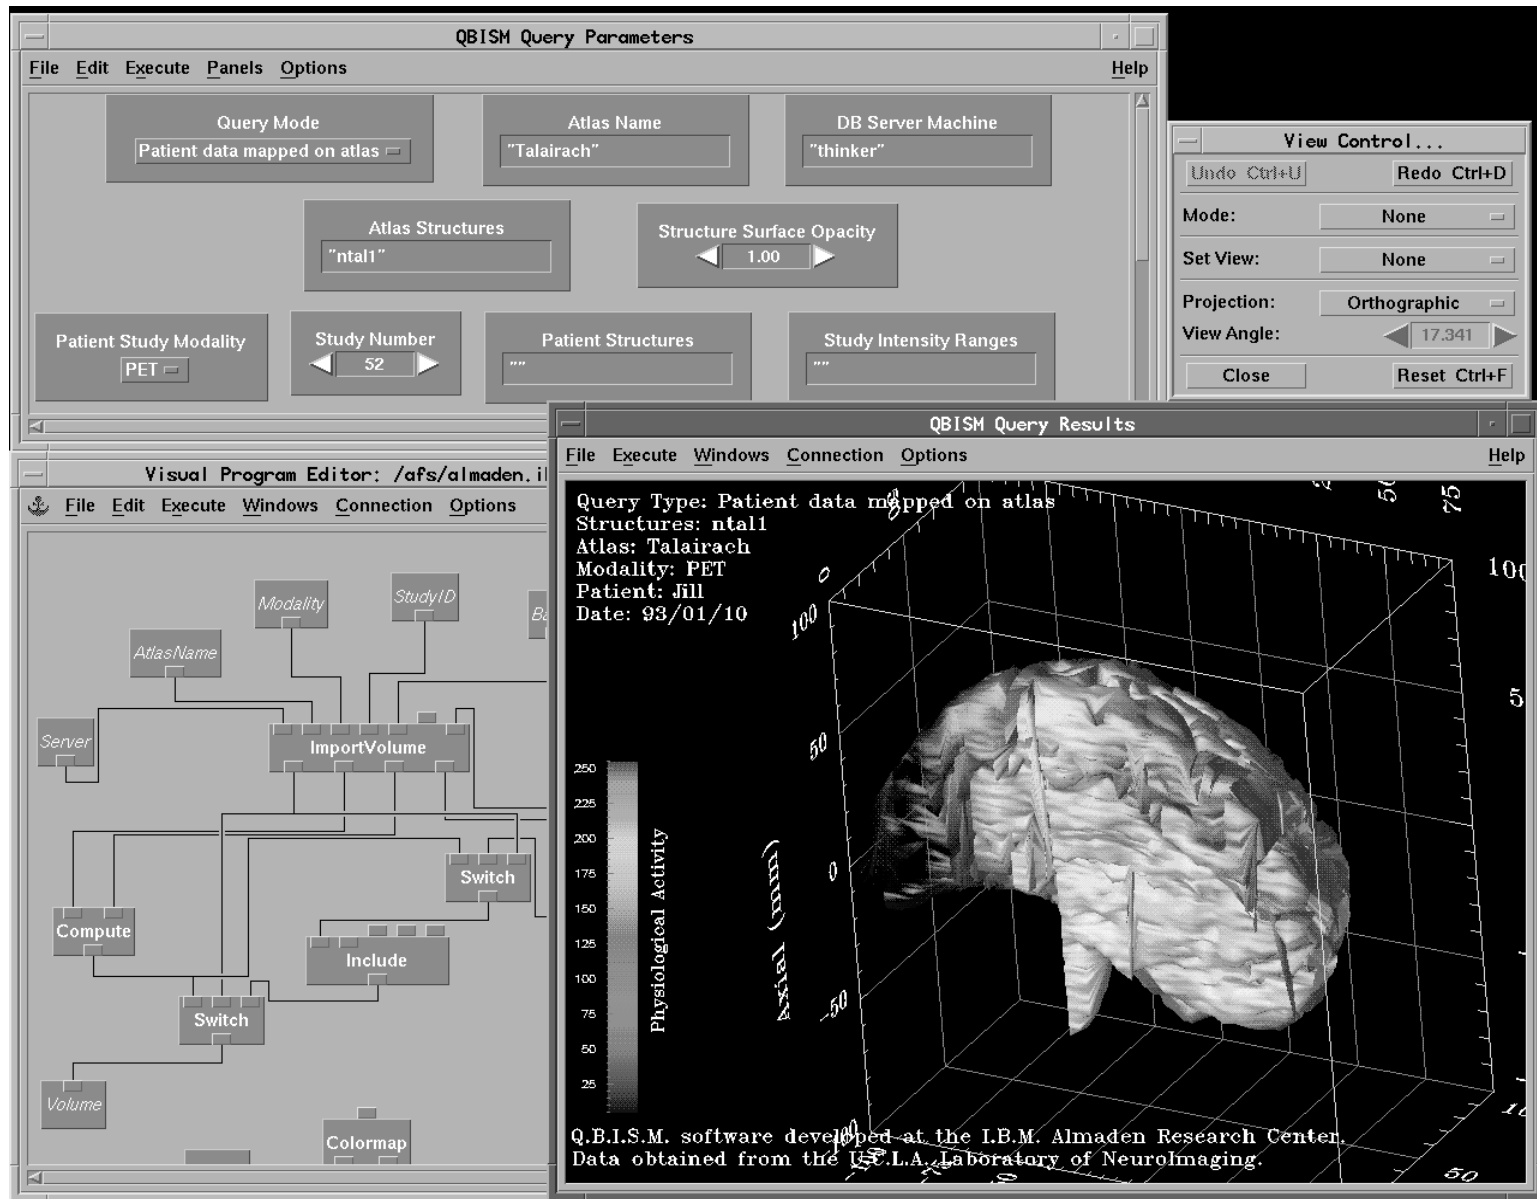 QBISM Query Parameters
File Edit Execute Panels Options Help
Query Mode
Patient data mapped on atlas
Atlas Name
"Talairach"
DB Server Machine
"thinker"
Atlas Structures
"ntal1"
Structure Surface Opacity
1.00
Patient Study Modality
PET
Study Number
52
Patient Structures
""
Study Intensity Ranges
""
View Control...
Undo Ctrl+U Redo Ctrl+D
Mode: None
Set View: None
Projection: Orthographic
View Angle: 17.341
Close Reset Ctrl+F
Visual Program Editor: /afs/almaden.i
File Edit Execute Windows Connection Options
Modality
StudyID
Ba
AtlasName
Server
ImportVolume
Switch
Compute
Include
Switch
Volume
Colormap
QBISM Query Results
File Execute Windows Connection Options Help
Query Type: Patient data mapped on atlas
Structures: ntal1
Atlas: Talairach
Modality: PET
Patient: Jill
Date: 93/01/10
250
225
200
175
150
125
100
75
50
25
Physiological Activity
Axial (mm)
100
50
0
-50
0
50
75
100
5
50
Q.B.I.S.M. software developed at the I.B.M. Almaden Research Center.
Data obtained from the U.C.L.A. Laboratory of NeuroImaging.